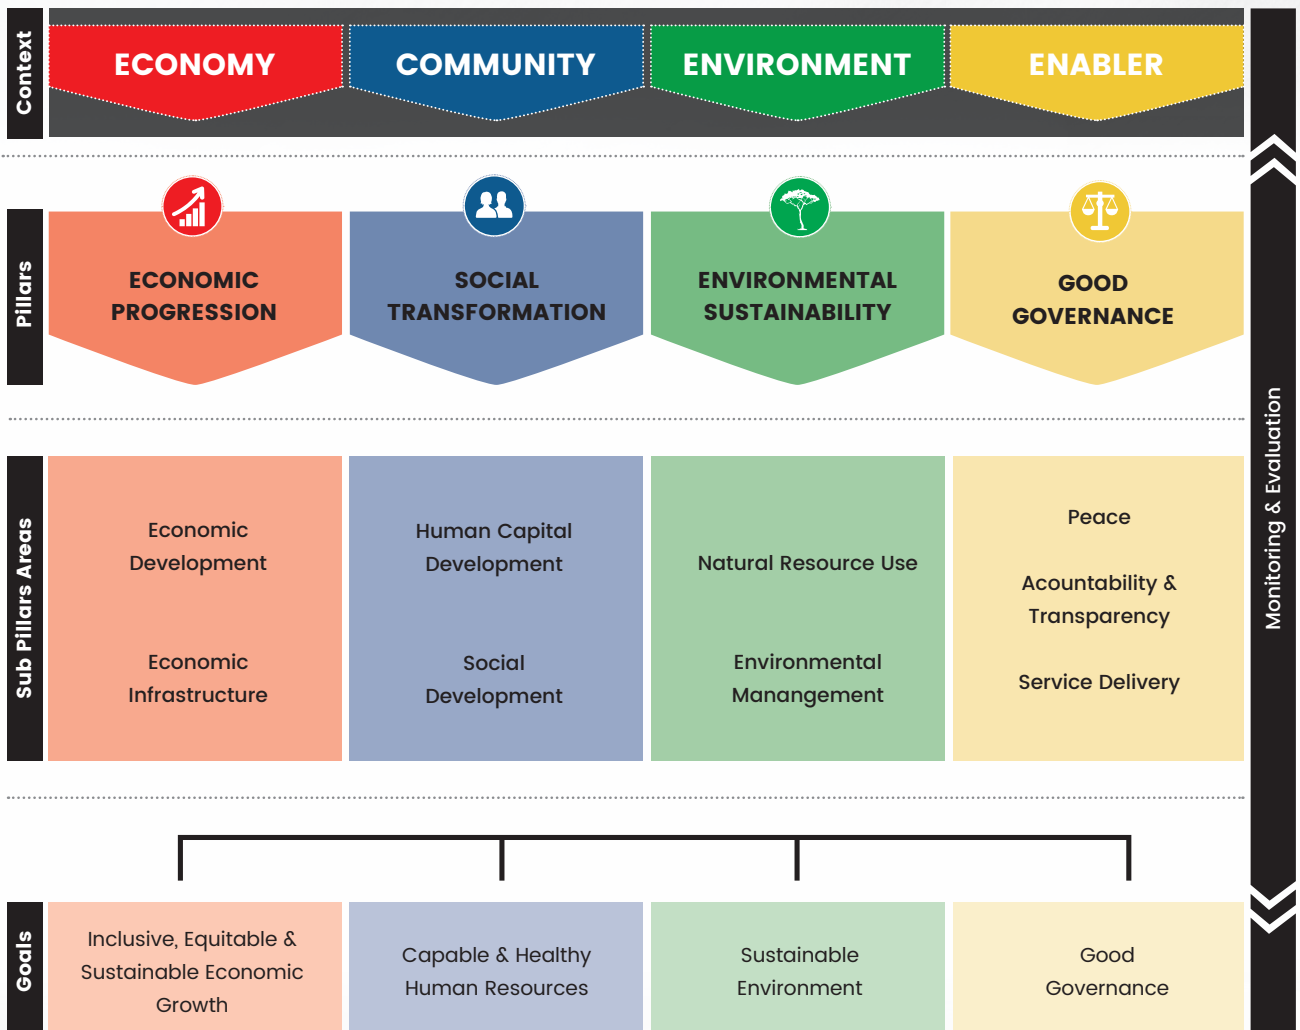 Context
ECONOMY
COMMUNITY
ENVIRONMENT
ENABLER
Pillars
ECONOMIC
PROGRESSION
SOCIAL
TRANSFORMATION
ENVIRONMENTAL
SUSTAINABILITY
GOOD
GOVERNANCE
Sub Pillars Areas
Economic
Development
Economic
Infrastructure
Human Capital
Development
Social
Development
Natural Resource Use
Environmental
Manangement
Peace
Acountability &
Transparency
Service Delivery
Goals
Inclusive, Equitable &
Sustainable Economic
Growth
Capable & Healthy
Human Resources
Sustainable
Environment
Good
Governance
Monitoring & Evaluation